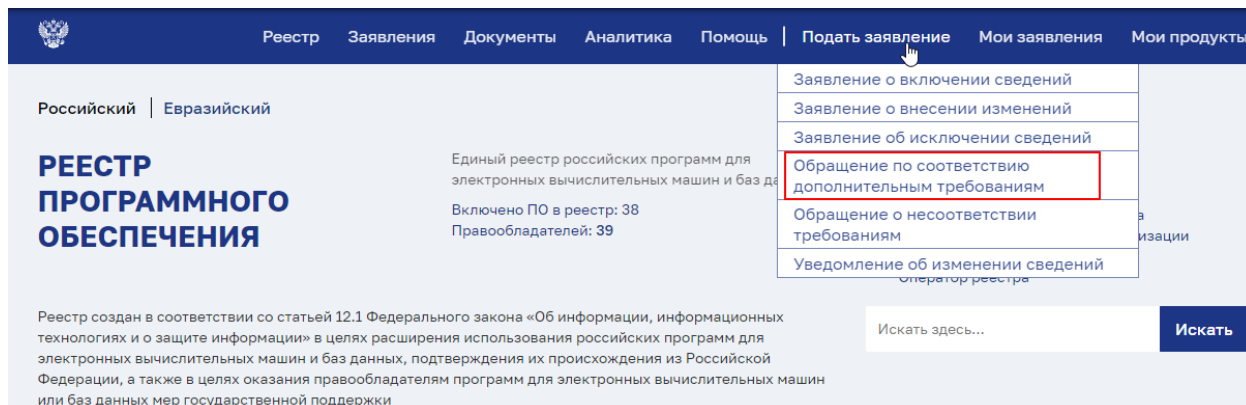 Реестр Заявления Документы Аналитика Помощь Подать заявление Мои заявления Мои продукты
Заявление о включении сведений
Заявление о внесении изменений
Заявление об исключении сведений
Обращение по соответствию
дополнительным требованиям
Обращение о несоответствии
требованиям
Уведомление об изменении сведений
Российский Евразийский
РЕЕСТР
ПРОГРАММНОГО
ОБЕСПЕЧЕНИЯ
Единый реестр российских программ для
электронных вычислительных машин и баз да
Включено ПО в реестр: 38
Правообладателей: 39
а
изации
оператор реестра
Реестр создан в соответствии со статьей 12.1 Федерального закона «Об информации, информационных
технологиях и о защите информации» в целях расширения использования российских программ для
электронных вычислительных машин и баз данных, подтверждения их происхождения из Российской
Федерации, а также в целях оказания правообладателям программ для электронных вычислительных машин
или баз данных мер государственной поддержки
Искать здесь... Искать